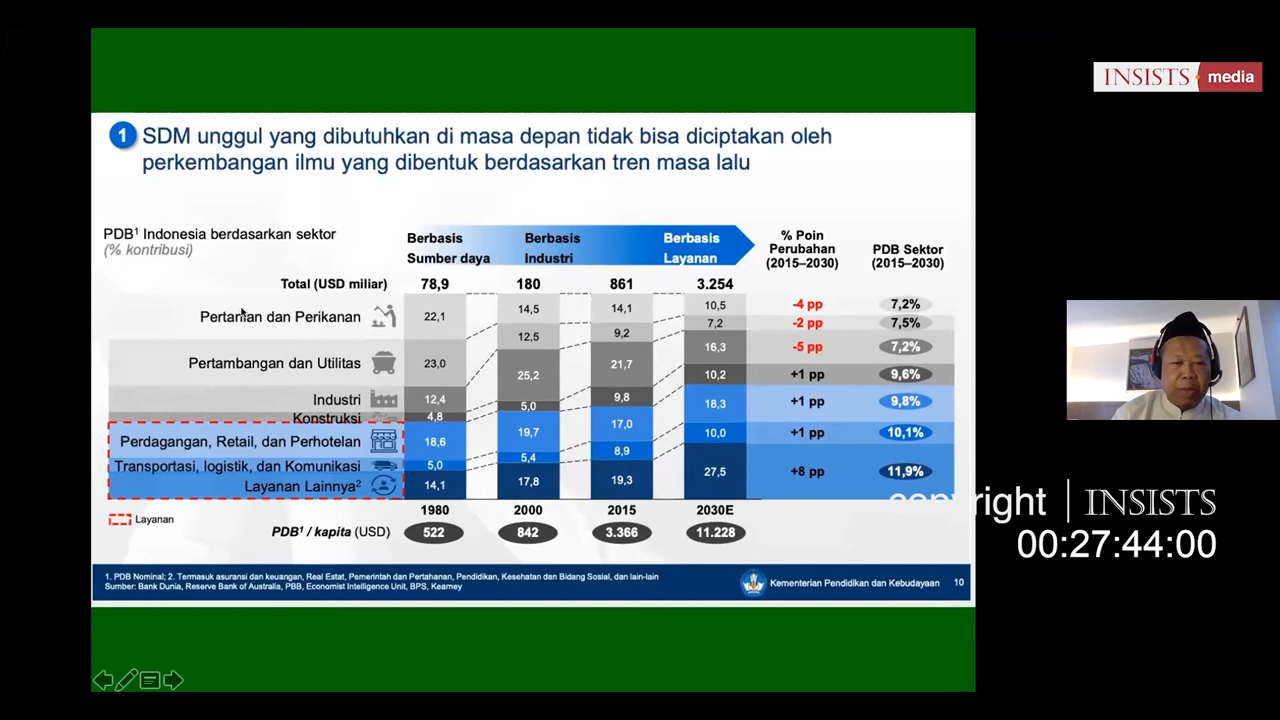 INSISTS media
1 SDM unggul yang dibutuhkan di masa depan tidak bisa diciptakan oleh
perkembangan ilmu yang dibentuk berdasarkan tren masa lalu
PDB¹ Indonesia berdasarkan sektor
(% kontribusi)
Berbasis Sumber daya
Berbasis Industri
Berbasis Layanan
% Poin Perubahan (2015–2030)
PDB Sektor (2015–2030)
Total (USD miliar) 78,9 180 861 3.254
Pertanian dan Perikanan 22,1 14,5 14,1 10,5 -4 pp 7,2%
Pertambangan dan Utilitas 23,0 12,5 9,2 7,2 -2 pp 7,5%
Industri 12,4 25,2 21,7 16,3 -5 pp 7,2%
Konstruksi 4,8 5,0 9,8 10,2 +1 pp 9,6%
Perdagangan, Retail, dan Perhotelan 18,6 19,7 17,0 18,3 +1 pp 9,8%
Transportasi, logistik, dan Komunikasi 5,0 5,4 8,9 10,0 +1 pp 10,1%
Layanan Lainnya² 14,1 17,8 19,3 27,5 +8 pp 11,9%
Layanan
1980 2000 2015 2030E
PDB¹ / kapita (USD) 522 842 3.366 11.228
1. PDB Nominal; 2. Termasuk asuransi dan keuangan, Real Estat, Pemerintah dan Pertahanan, Pendidikan, Kesehatan dan Bidang Sosial, dan lain-lain
Sumber: Bank Dunia, Reserve Bank of Australia, PBB, Economist Intelligence Unit, BPS, Kearney
Kementerian Pendidikan dan Kebudayaan 10
copyright | INSISTS
00:27:44:00